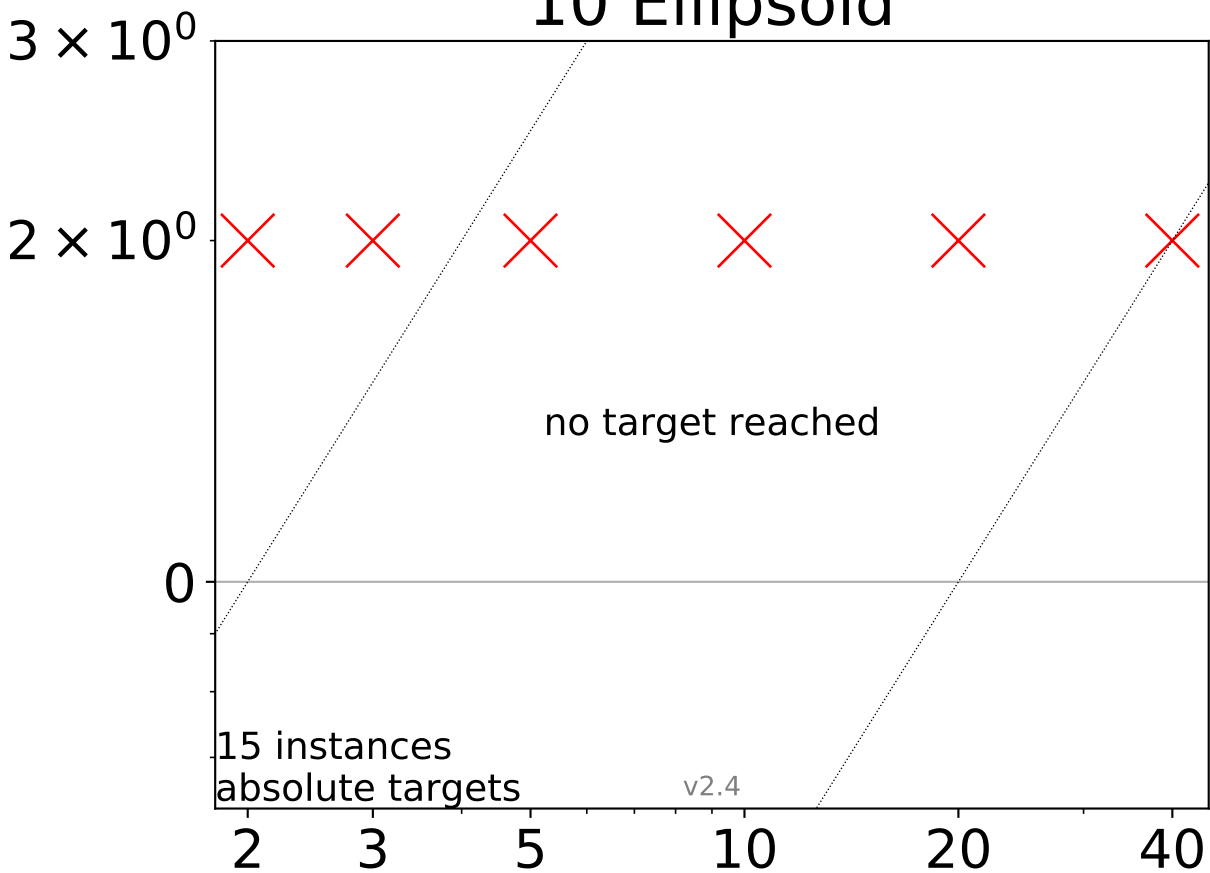 10 Ellipsoid
3 × 10⁰
2 × 10⁰
no target reached
0
15 instances
absolute targets
v2.4
2 3 5 10 20 40